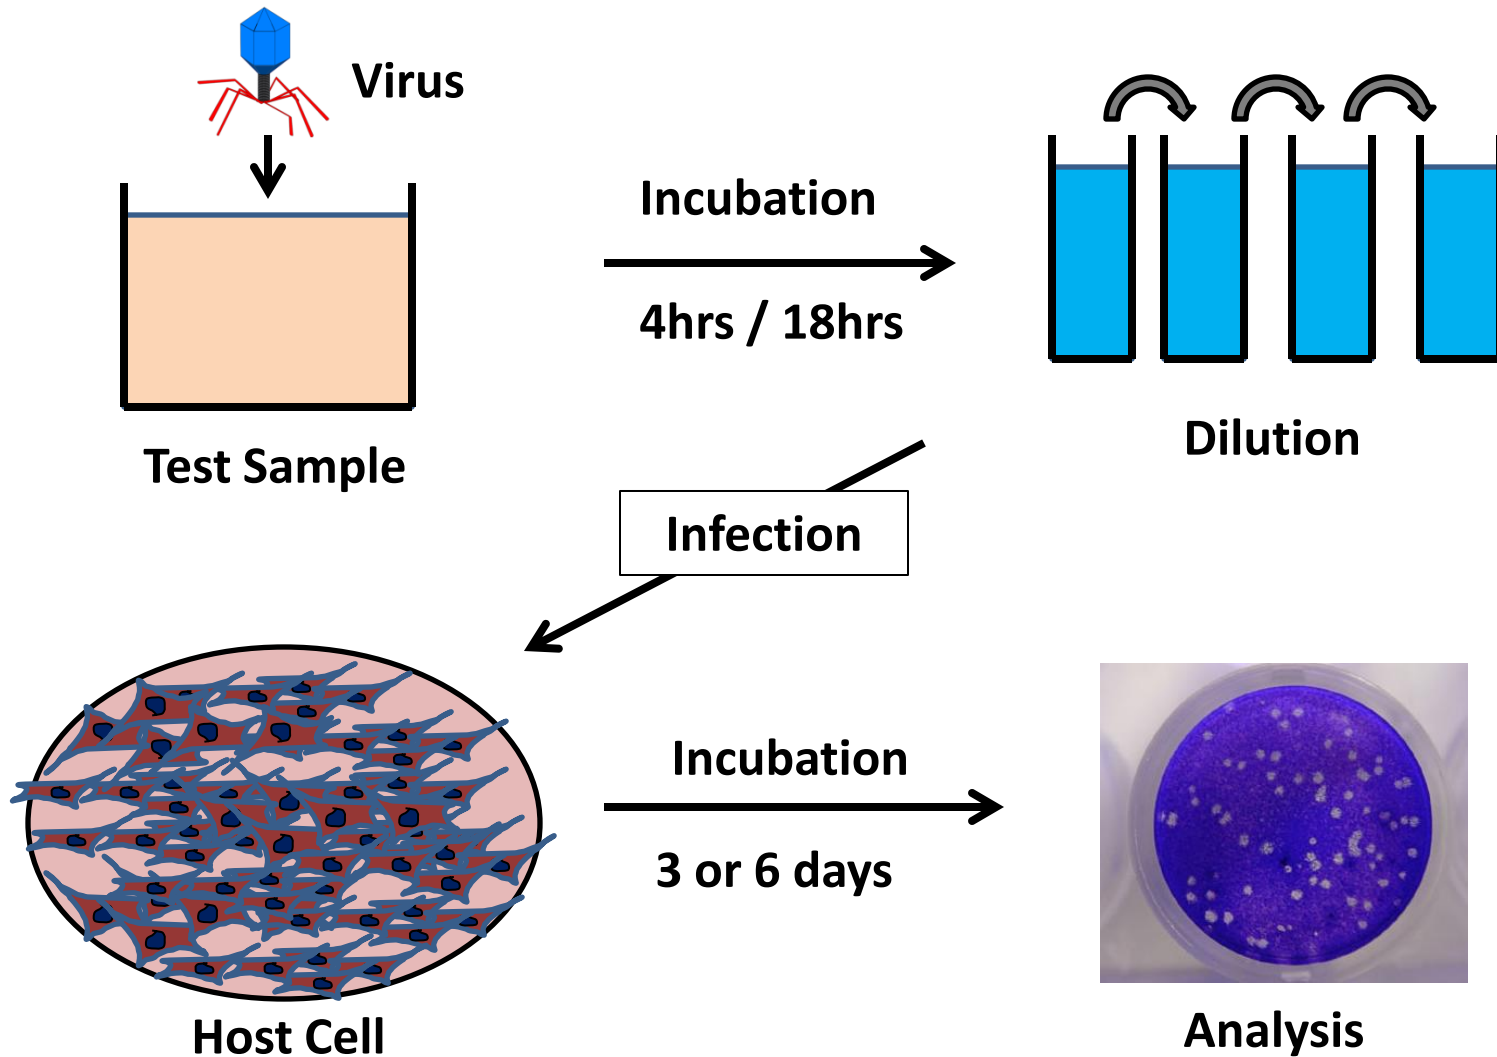 Virus
Incubation
4hrs / 18hrs
Test Sample
Dilution
Infection
Incubation
3 or 6 days
Host Cell
Analysis